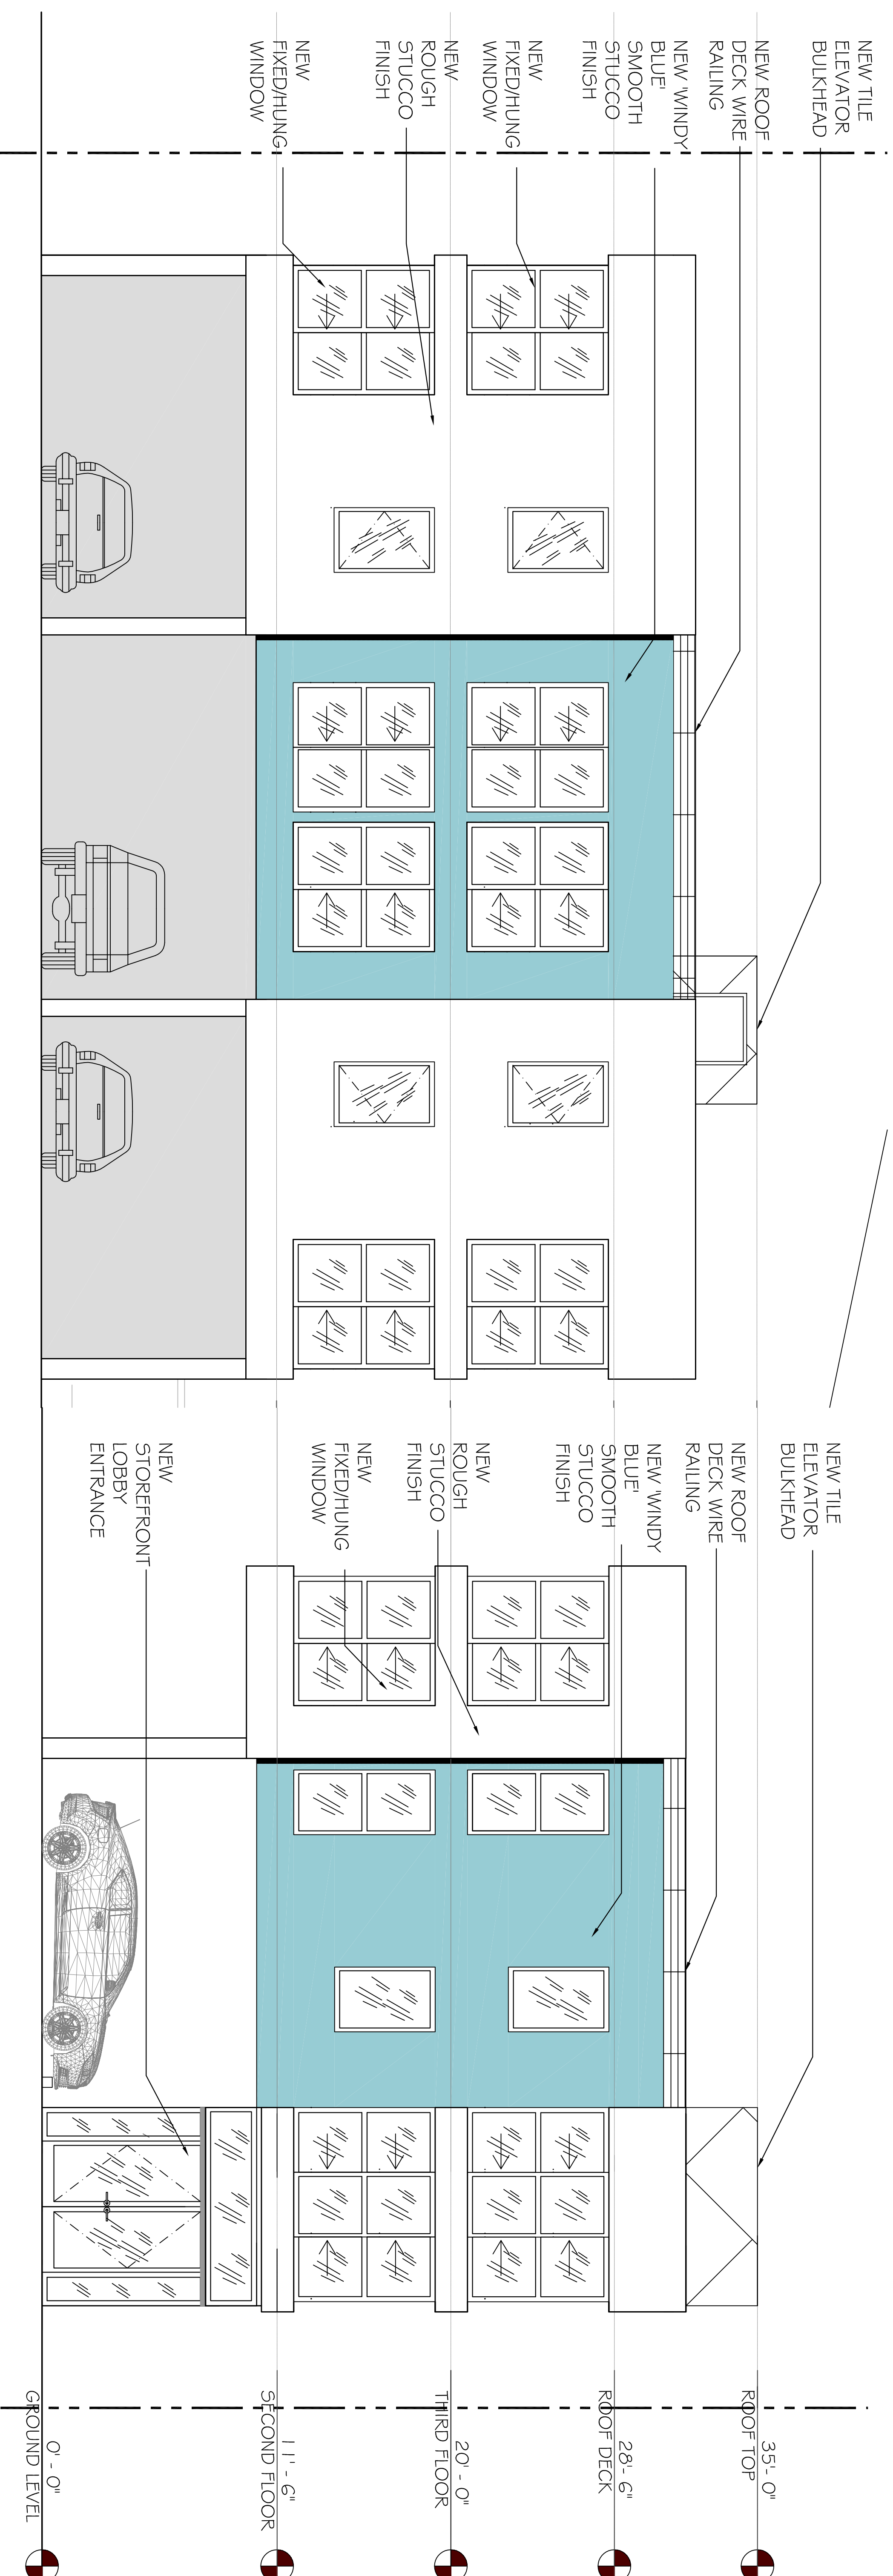 NEW TILE
ELEVATOR
BULKHEAD
NEW ROOF
DECK WIRE
RAILING
NEW 'WINDY
BLUE'
SMOOTH
STUCCO
FINISH
NEW
FIXED/HUNG
WINDOW
NEW
ROUGH
STUCCO
FINISH
NEW
FIXED/HUNG
WINDOW
NEW TILE
ELEVATOR
BULKHEAD
NEW ROOF
DECK WIRE
RAILING
NEW 'WINDY
BLUE'
SMOOTH
STUCCO
FINISH
NEW
ROUGH
STUCCO
FINISH
NEW
FIXED/HUNG
WINDOW
NEW
STOREFRONT
LOBBY
ENTRANCE
35'- 0"
ROOF TOP
28'- 6"
ROOF DECK
20' - 0"
THIRD FLOOR
11' - 6"
SECOND FLOOR
0' - 0"
GROUND LEVEL